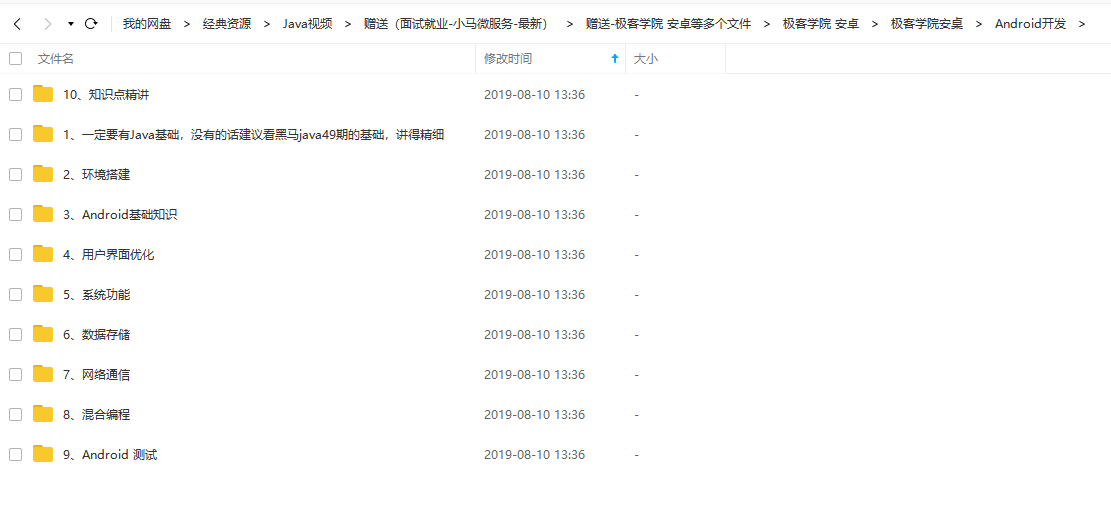 我的网盘 > 经典资源 > Java视频 > 赠送（面试就业-小马微服务-最新） > 赠送-极客学院 安卓等多个文件 > 极客学院 安卓 > 极客学院安桌 > Android开发 >
文件名 修改时间 大小
10、知识点精讲 2019-08-10 13:36 -
1、一定要有Java基础，没有的话建议看黑马java49期的基础，讲得精细 2019-08-10 13:36 -
2、环境搭建 2019-08-10 13:36 -
3、Android基础知识 2019-08-10 13:36 -
4、用户界面优化 2019-08-10 13:36 -
5、系统功能 2019-08-10 13:36 -
6、数据存储 2019-08-10 13:36 -
7、网络通信 2019-08-10 13:36 -
8、混合编程 2019-08-10 13:36 -
9、Android 测试 2019-08-10 13:36 -